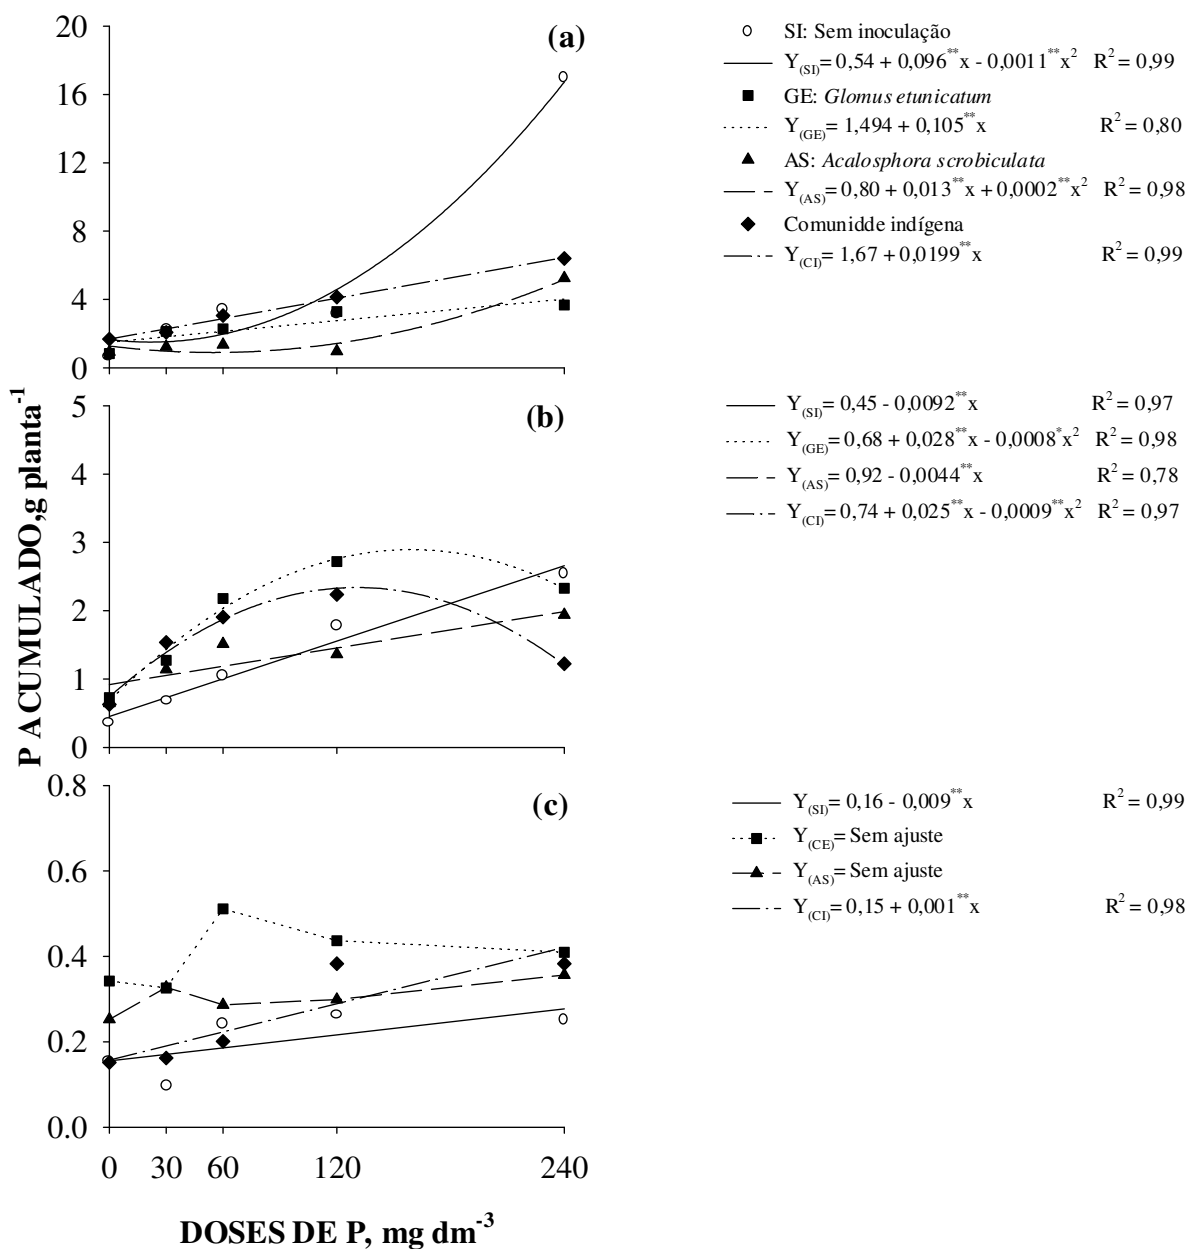 P ACUMULADO,g planta⁻¹
20
16
12
8
4
0
(a)
SI: Sem inoculação
Y(SI)= 0,54 + 0,096**x - 0,0011**x² R² = 0,99
GE: Glomus etunicatum
Y(GE)= 1,494 + 0,105**x R² = 0,80
AS: Acalosphora scrobiculata
Y(AS)= 0,80 + 0,013**x + 0,0002**x² R² = 0,98
Comunidde indígena
Y(CI)= 1,67 + 0,0199**x R² = 0,99
5
4
3
2
1
0
(b)
Y(SI)= 0,45 - 0,0092**x R² = 0,97
Y(GE)= 0,68 + 0,028**x - 0,0008*x² R² = 0,98
Y(AS)= 0,92 - 0,0044**x R² = 0,78
Y(CI)= 0,74 + 0,025**x - 0,0009**x² R² = 0,97
0.8
0.6
0.4
0.2
0.0
(c)
Y(SI)= 0,16 - 0,009**x R² = 0,99
Y(CE)= Sem ajuste
Y(AS)= Sem ajuste
Y(CI)= 0,15 + 0,001**x R² = 0,98
0 30 60 120 240
DOSES DE P, mg dm⁻³